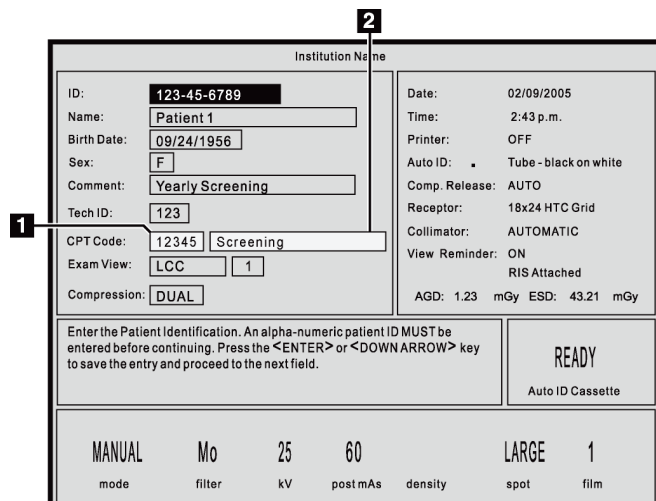 2
Institution Name
ID: 123-45-6789
Name: Patient 1
Birth Date: 09/24/1956
Sex: F
Comment: Yearly Screening
Tech ID: 123
1
CPT Code: 12345 Screening
Exam View: LCC 1
Compression: DUAL
Date: 02/09/2005
Time: 2:43 p.m.
Printer: OFF
Auto ID: Tube - black on white
Comp. Release: AUTO
Receptor: 18x24 HTC Grid
Collimator: AUTOMATIC
View Reminder: ON
RIS Attached
AGD: 1.23 mGy ESD: 43.21 mGy
Enter the Patient Identification. An alpha-numeric patient ID MUST be
entered before continuing. Press the <ENTER> or <DOWN ARROW> key
to save the entry and proceed to the next field.
READY
Auto ID Cassette
MANUAL Mo 25 60 LARGE 1
mode filter kV post mAs density spot film